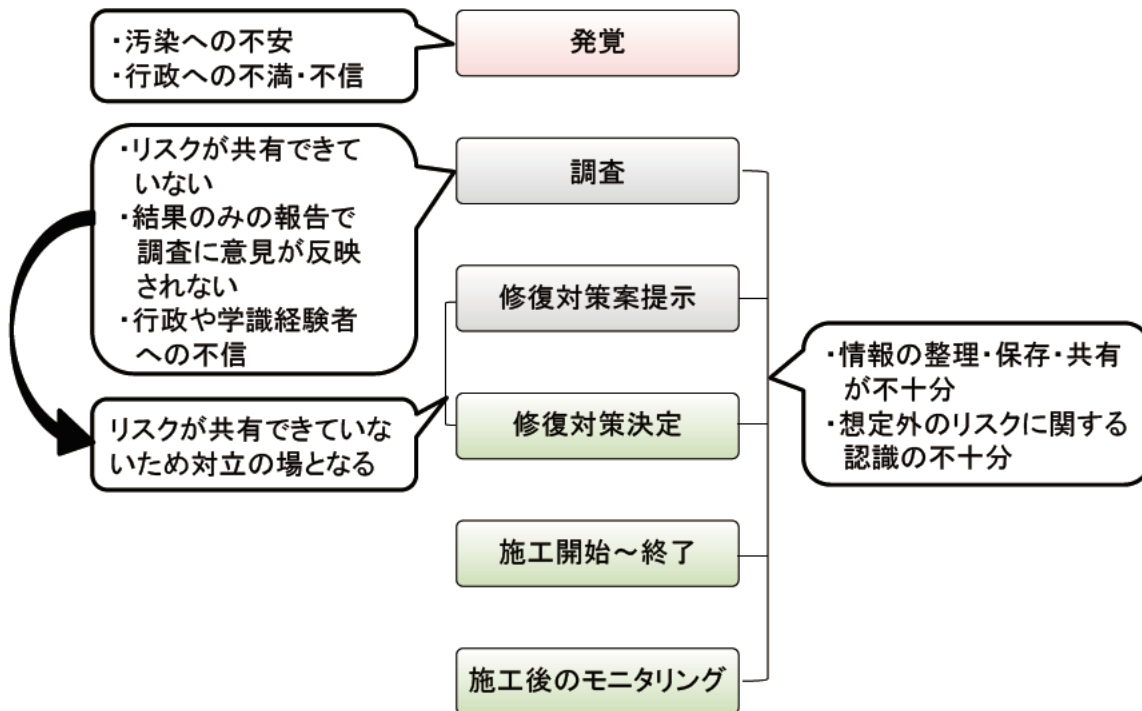 ・汚染への不安
・行政への不満・不信
発覚
・リスクが共有できて
いない
・結果のみの報告で
調査に意見が反映
されない
・行政や学識経験者
への不信
調査
修復対策案提示
リスクが共有できていな
いため対立の場となる
修復対策決定
・情報の整理・保存・共有
が不十分
・想定外のリスクに関する
認識の不十分
施工開始～終了
施工後のモニタリング